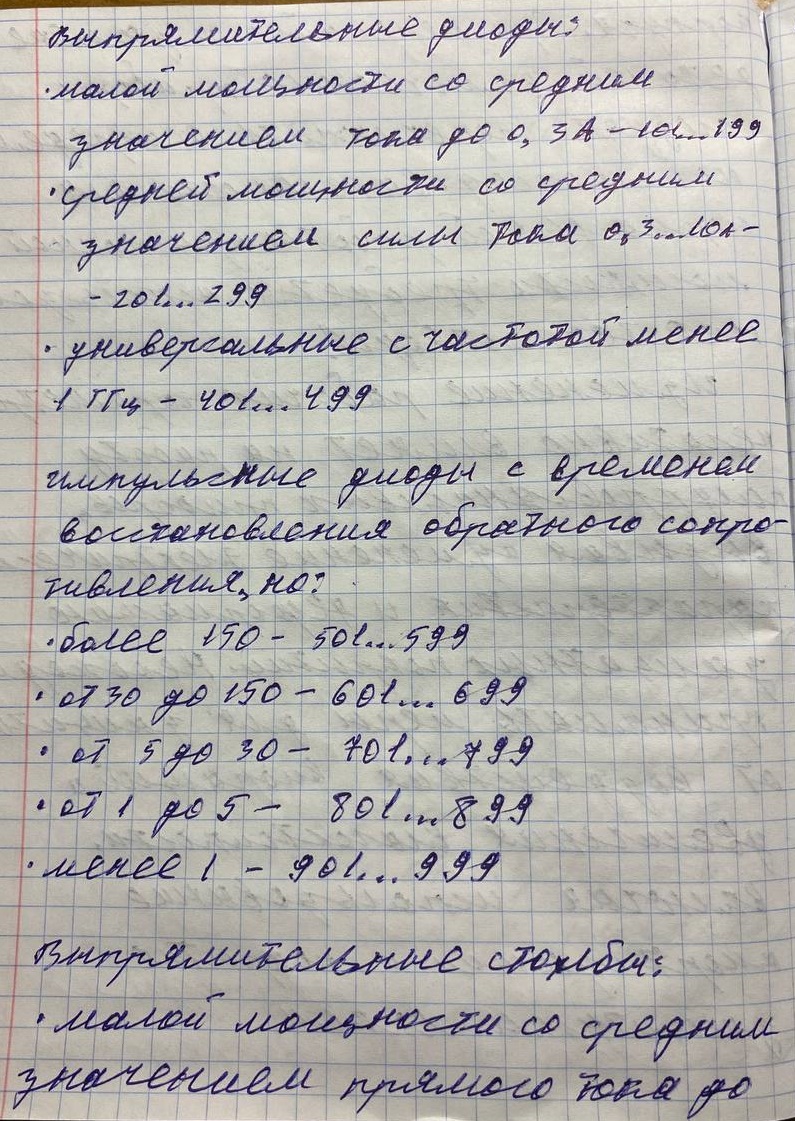 Выпрямительные диоды:
·малой мощности со средним
значением тока до 0,3А – 101...199
·средней мощности со средним
значением силы тока 0,3...10А –
– 201...299
· универсальные с частотой менее
1 ГГц – 401...499
импульсные диоды с временем
восстановления обратного сопро-
тивления, нс:
·более 150 – 501...599
· от 30 до 150 – 601...699
· от 5 до 30 – 701...799
· от 1 до 5 – 801...899
· менее 1 – 901...999
Выпрямительные столбы:
· малой мощности со средним
значением прямого тока до